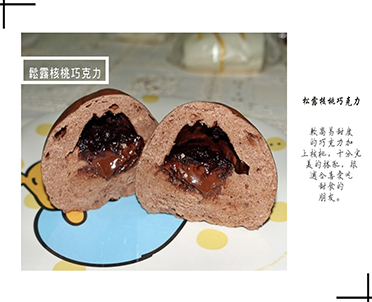 鬆露核桃巧克力
松露核桃巧克力
較高易甜度
的巧克力加
上核桃，十分完
美的搭配，很
適合喜愛吃
甜食的
朋友。